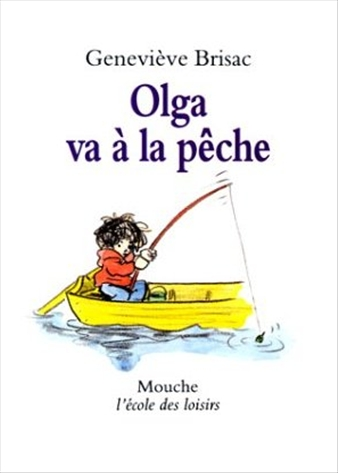 Geneviève Brisac
Olga
va à la pêche
Mouche
l'école des loisirs